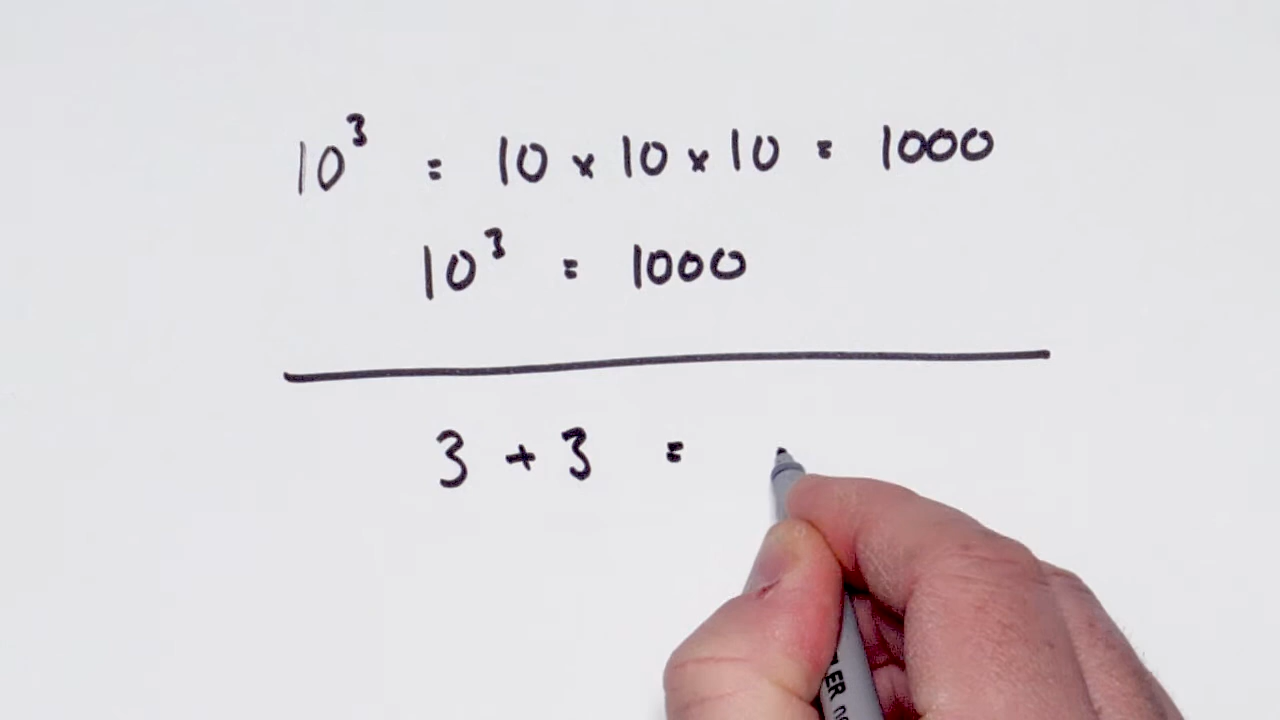 10³ = 10 × 10 × 10 = 1000
10³ = 1000
3 + 3 =